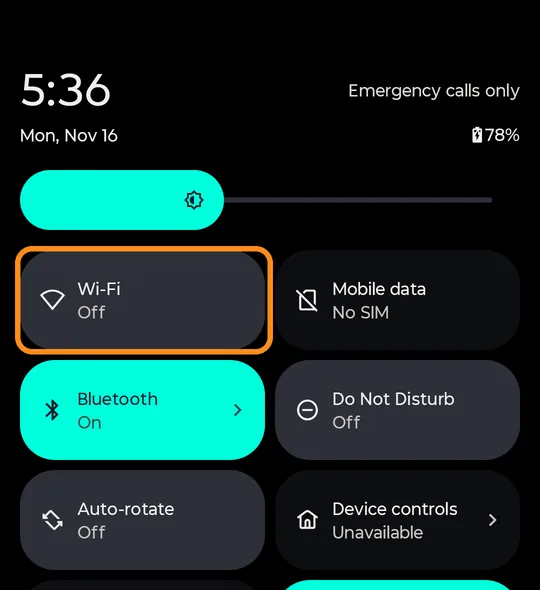 5:36
Emergency calls only
Mon, Nov 16
78%
Wi-Fi
Off
Mobile data
No SIM
Bluetooth
On
Do Not Disturb
Off
Auto-rotate
Off
Device controls
Unavailable